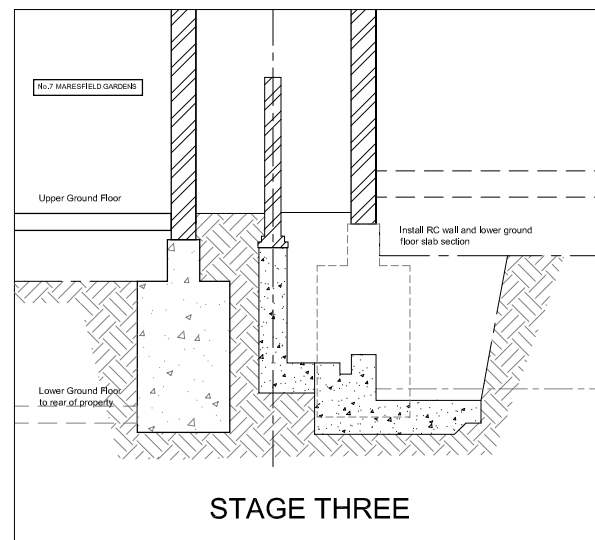 No.7 MARESFIELD GARDENS
Upper Ground Floor
Install RC wall and lower ground
floor slab section
Lower Ground Floor
to rear of property
STAGE THREE